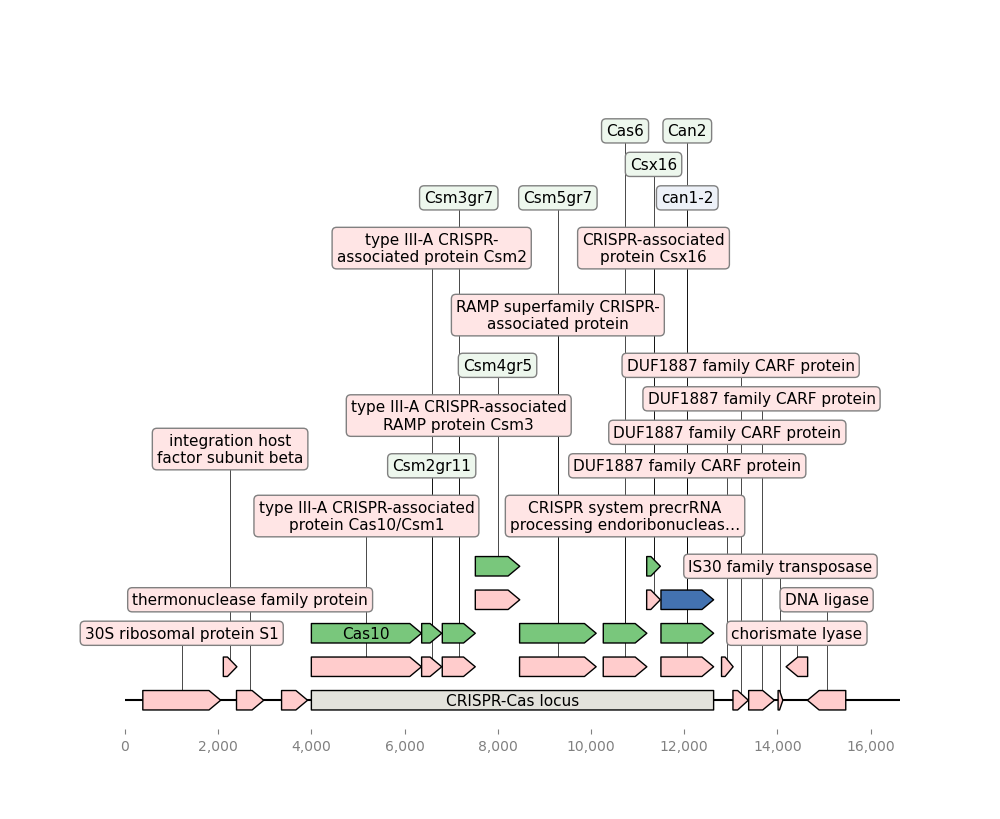 Cas6
Can2
Csx16
Csm3gr7
Csm5gr7
can1-2
type III-A CRISPR-
associated protein Csm2
CRISPR-associated
protein Csx16
RAMP superfamily CRISPR-
associated protein
Csm4gr5
DUF1887 family CARF protein
DUF1887 family CARF protein
type III-A CRISPR-associated
RAMP protein Csm3
DUF1887 family CARF protein
integration host
factor subunit beta
Csm2gr11
DUF1887 family CARF protein
type III-A CRISPR-associated
protein Cas10/Csm1
CRISPR system precrRNA
processing endoribonucleas...
IS30 family transposase
thermonuclease family protein
DNA ligase
30S ribosomal protein S1
Cas10
chorismate lyase
CRISPR-Cas locus
0
2,000
4,000
6,000
8,000
10,000
12,000
14,000
16,000